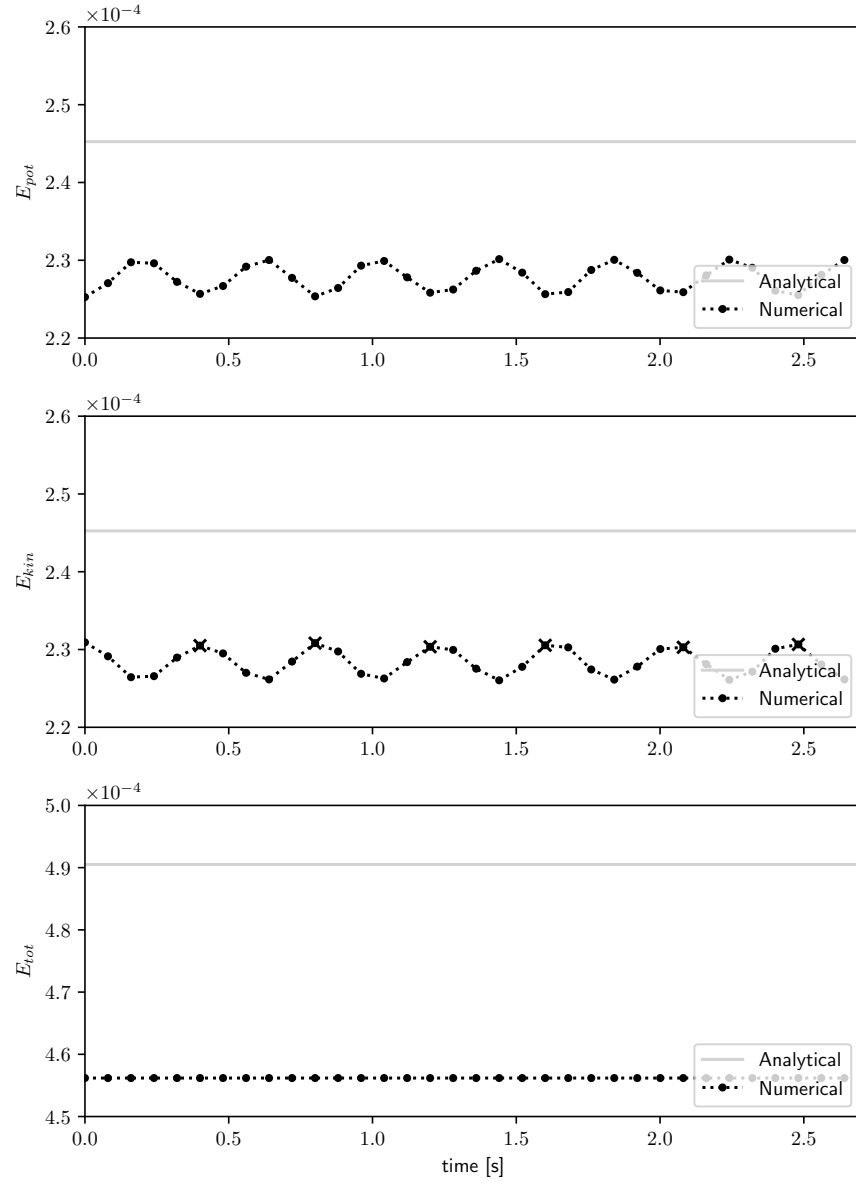 ×10⁻⁴
2.6
2.5
2.4
2.3
2.2
E_pot
0.0 0.5 1.0 1.5 2.0 2.5
Analytical
Numerical
×10⁻⁴
2.6
2.5
2.4
2.3
2.2
E_kin
0.0 0.5 1.0 1.5 2.0 2.5
Analytical
Numerical
×10⁻⁴
5.0
4.9
4.8
4.7
4.6
4.5
E_tot
0.0 0.5 1.0 1.5 2.0 2.5
Analytical
Numerical
time [s]